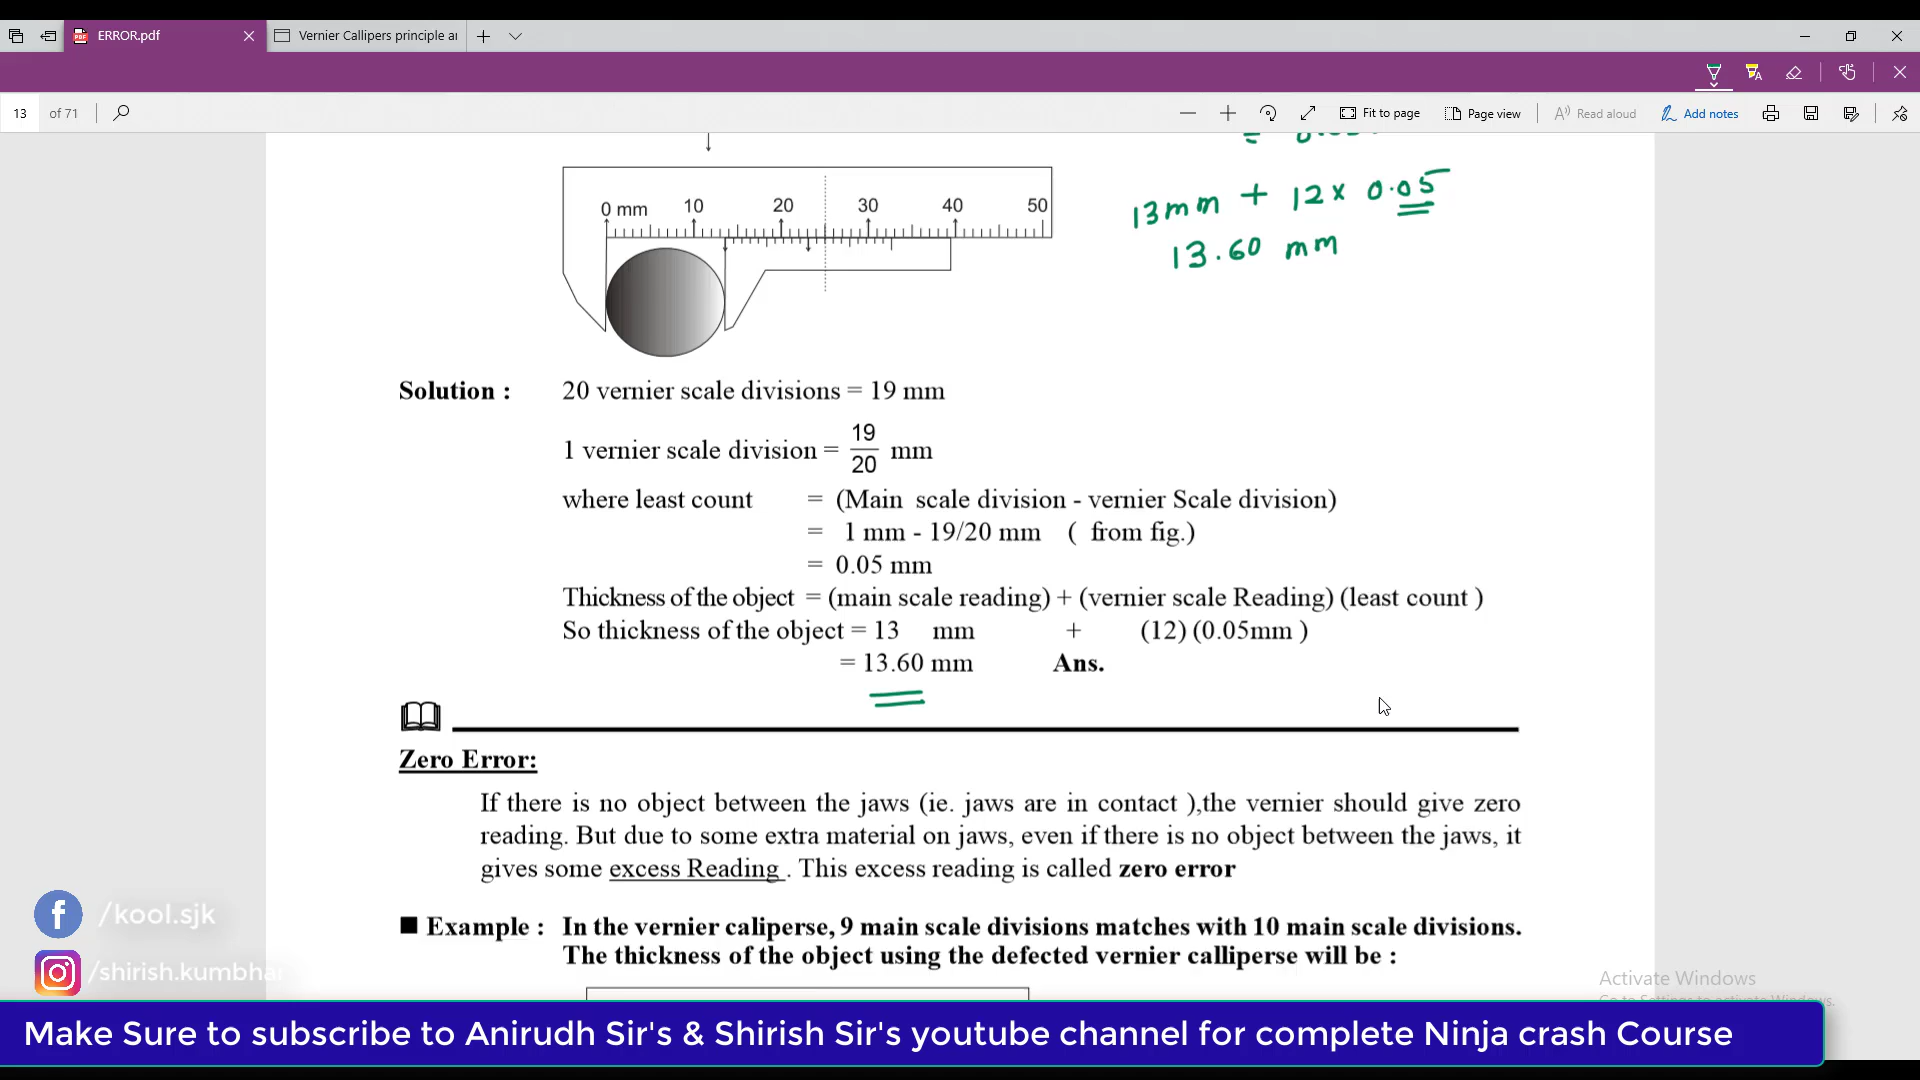 ERROR.pdf
Vernier Callipers principle ar
13 of 71
Fit to page
Page view
Read aloud
Add notes
13mm + 12 x 0.05
13.60 mm
0 mm 10 20 30 40 50
Solution : 20 vernier scale divisions = 19 mm
1 vernier scale division = 19/20 mm
where least count = (Main scale division - vernier Scale division)
= 1 mm - 19/20 mm ( from fig.)
= 0.05 mm
Thickness of the object = (main scale reading) + (vernier scale Reading) (least count )
So thickness of the object = 13 mm + (12) (0.05mm )
= 13.60 mm Ans.
Zero Error:
If there is no object between the jaws (ie. jaws are in contact ),the vernier should give zero
reading. But due to some extra material on jaws, even if there is no object between the jaws, it
gives some excess Reading . This excess reading is called zero error
■ Example : In the vernier caliperse, 9 main scale divisions matches with 10 main scale divisions.
The thickness of the object using the defected vernier calliperse will be :
/kool.sjk
/shirish.kumbhar
Activate Windows
Make Sure to subscribe to Anirudh Sir's & Shirish Sir's youtube channel for complete Ninja crash Course